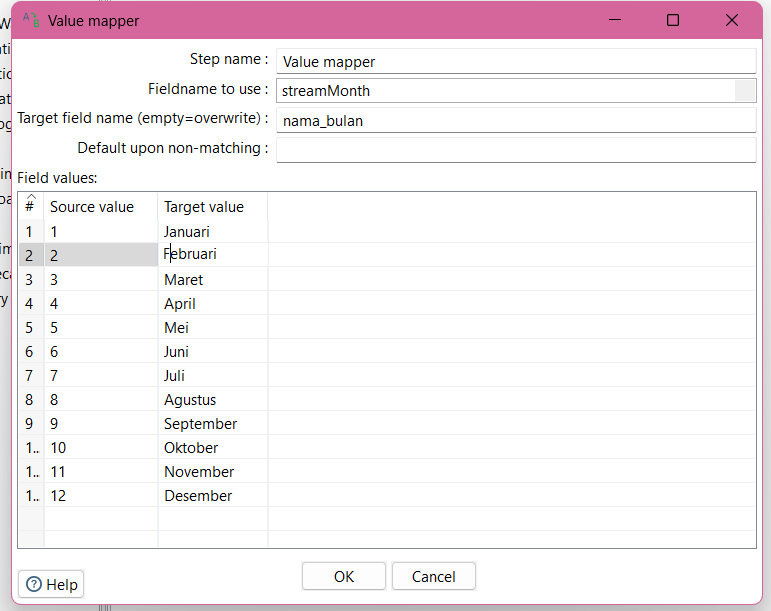 Value mapper
Step name : Value mapper
Fieldname to use : streamMonth
Target field name (empty=overwrite) : nama_bulan
Default upon non-matching :
Field values:
# Source value Target value
1 1 Januari
2 2 Februari
3 3 Maret
4 4 April
5 5 Mei
6 6 Juni
7 7 Juli
8 8 Agustus
9 9 September
1.. 10 Oktober
1.. 11 November
1.. 12 Desember
Help OK Cancel